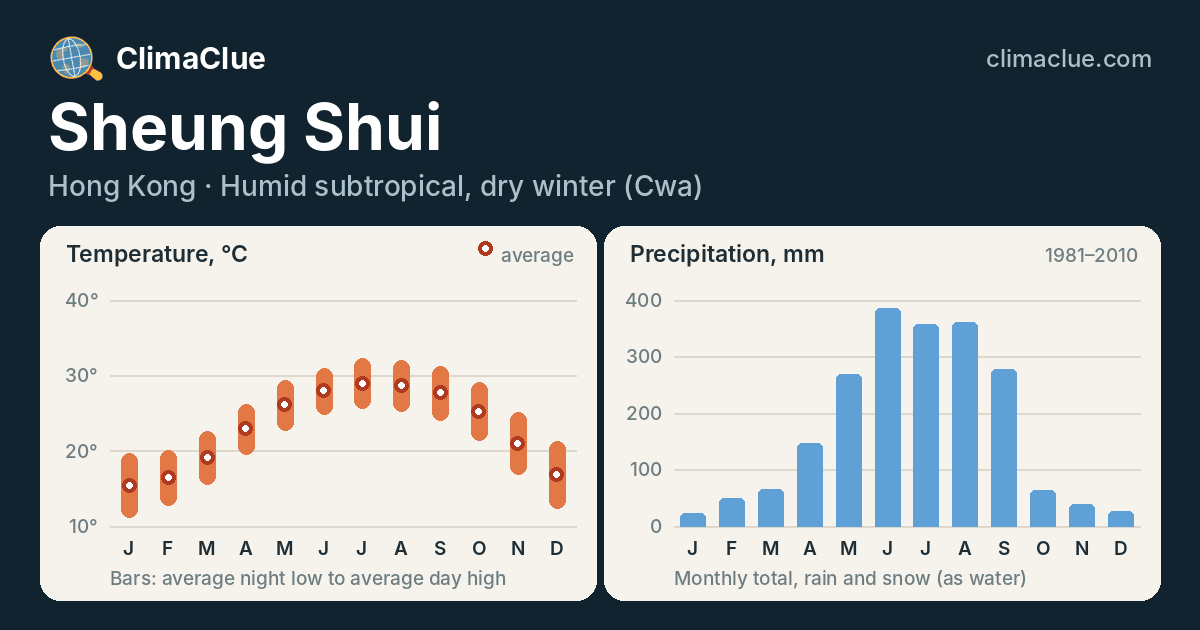 ClimaClue
climaclue.com
Sheung Shui
Hong Kong · Humid subtropical, dry winter (Cwa)
Temperature, °C
average
40°
30°
20°
10°
J F M A M J J A S O N D
Bars: average night low to average day high
Precipitation, mm
1981–2010
400
300
200
100
0
J F M A M J J A S O N D
Monthly total, rain and snow (as water)